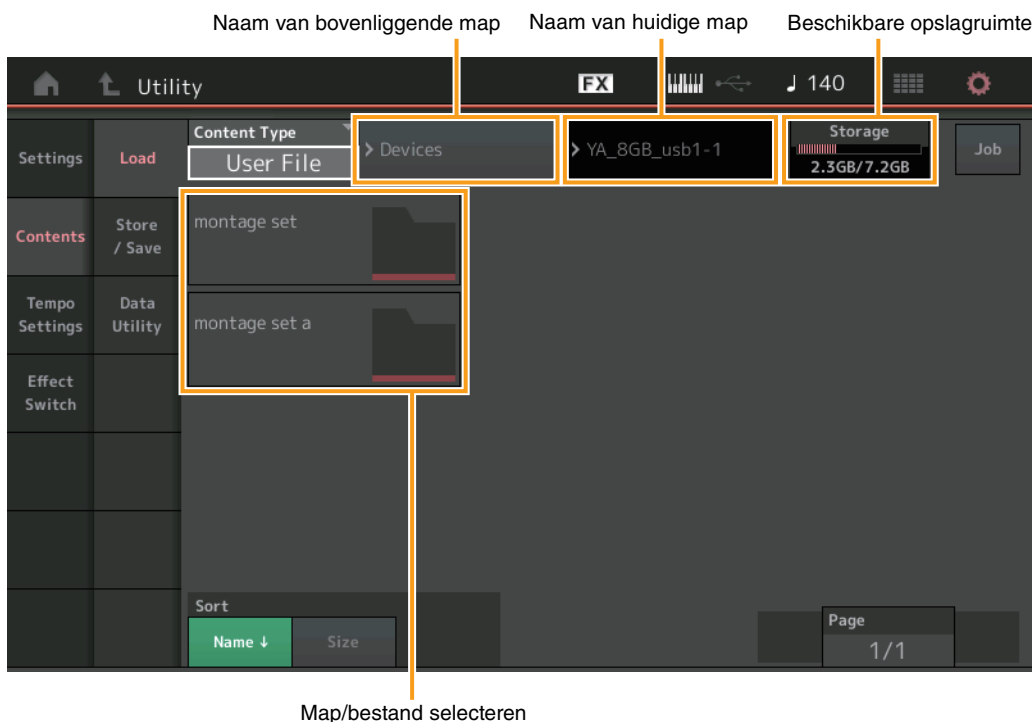 Naam van bovenliggende map
Naam van huidige map
Beschikbare opslagruimte
Utility
FX
140
Settings
Load
Content Type
User File
> Devices
> YA_8GB_usb1-1
Storage
2.3GB/7.2GB
Job
Contents
Store
/ Save
montage set
Tempo
Settings
Data
Utility
montage set a
Effect
Switch
Sort
Name ↓
Size
Page
1/1
Map/bestand selecteren